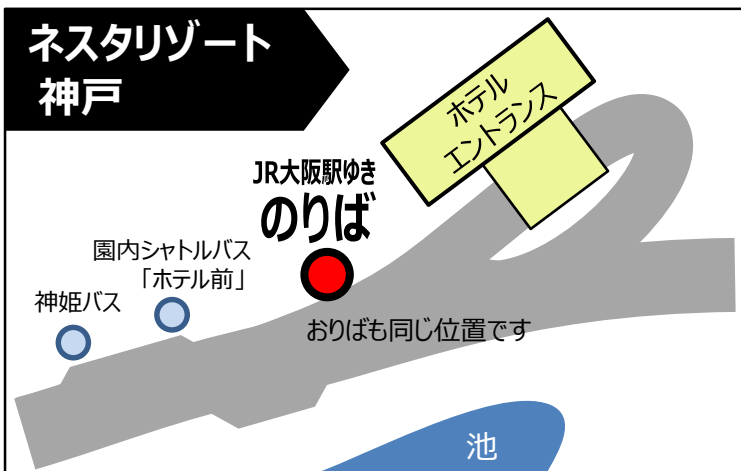 ネスタリゾート
神戸
ホテル
エントランス
JR大阪駅ゆき
のりば
園内シャトルバス
「ホテル前」
神姫バス
おりばも同じ位置です
池